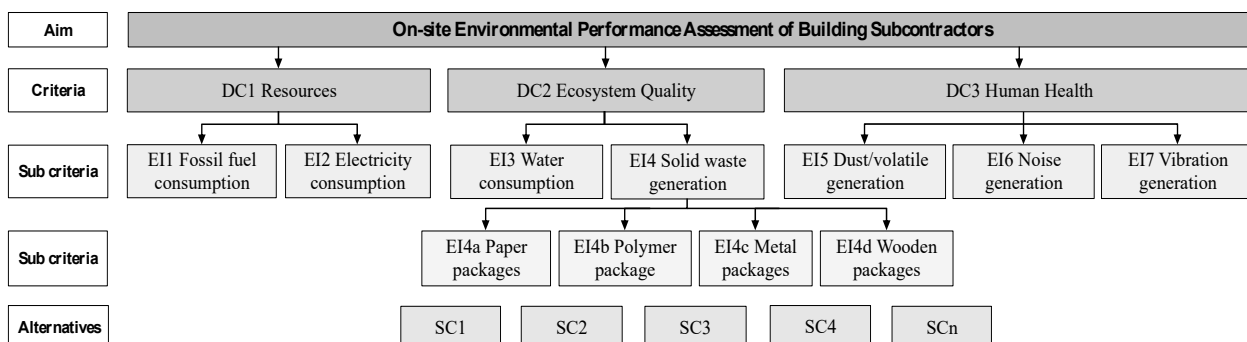 Aim
On-site Environmental Performance Assessment of Building Subcontractors
Criteria
DC1 Resources
DC2 Ecosystem Quality
DC3 Human Health
Sub criteria
EI1 Fossil fuel
consumption
EI2 Electricity
consumption
EI3 Water
consumption
EI4 Solid waste
generation
EI5 Dust/volatile
generation
EI6 Noise
generation
EI7 Vibration
generation
Sub criteria
EI4a Paper
packages
EI4b Polymer
package
EI4c Metal
packages
EI4d Wooden
packages
Alternatives
SC1
SC2
SC3
SC4
SCn